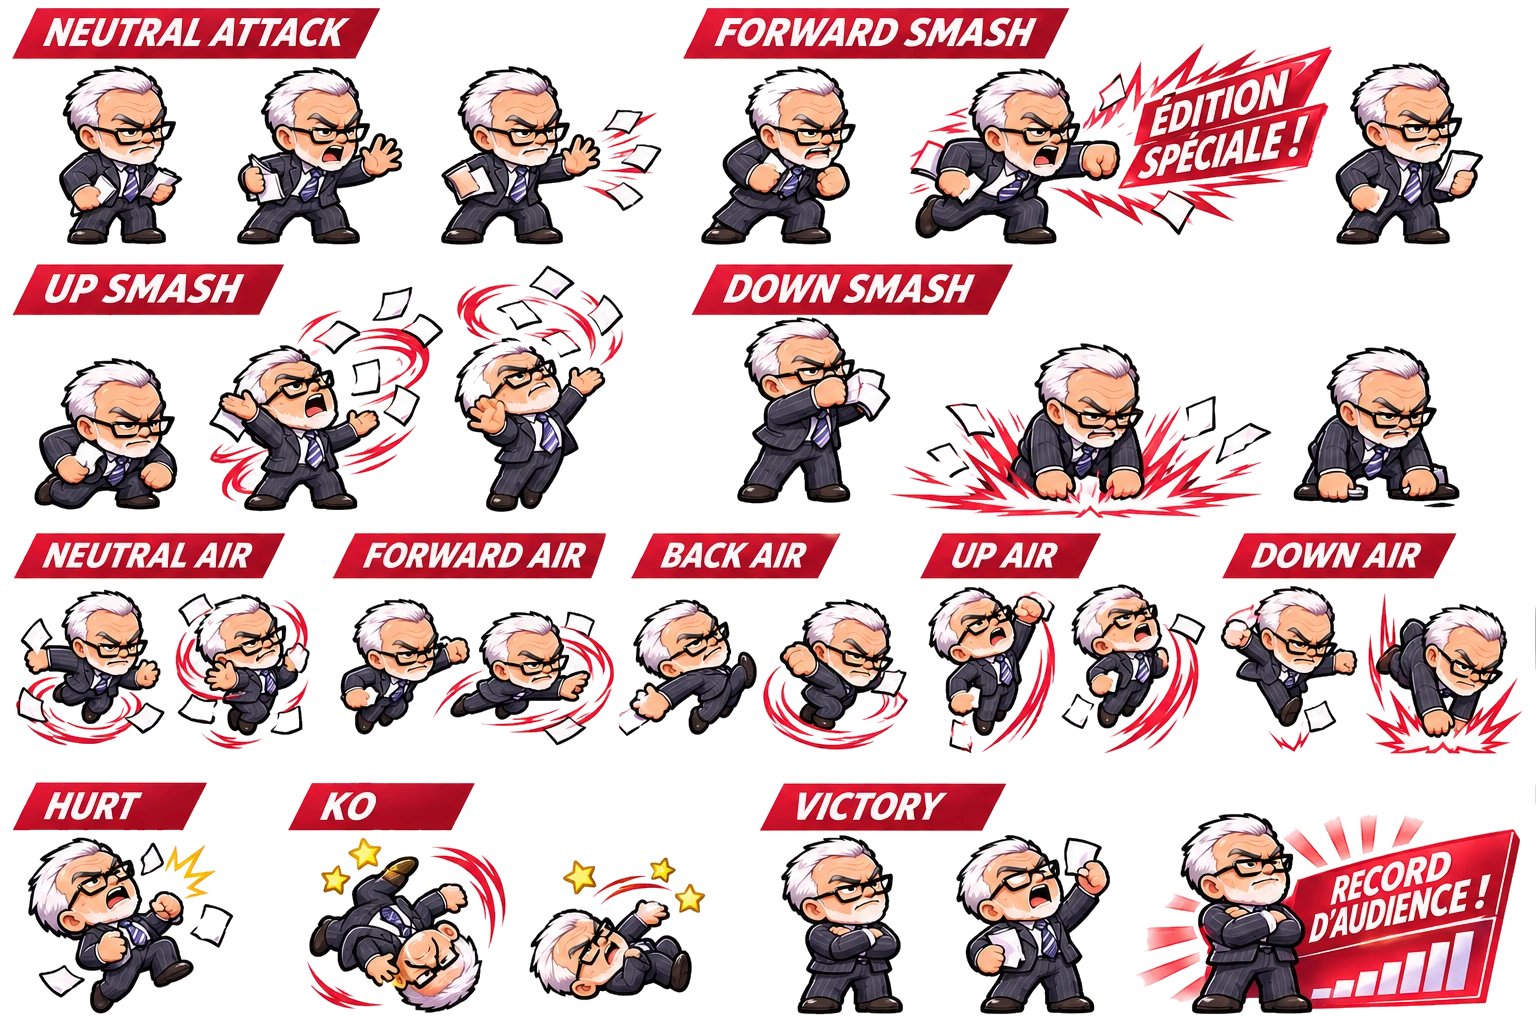 NEUTRAL ATTACK
FORWARD SMASH
ÉDITION
SPÉCIALE !
UP SMASH
DOWN SMASH
NEUTRAL AIR
FORWARD AIR
BACK AIR
UP AIR
DOWN AIR
HURT
KO
VICTORY
RECORD
D'AUDIENCE !